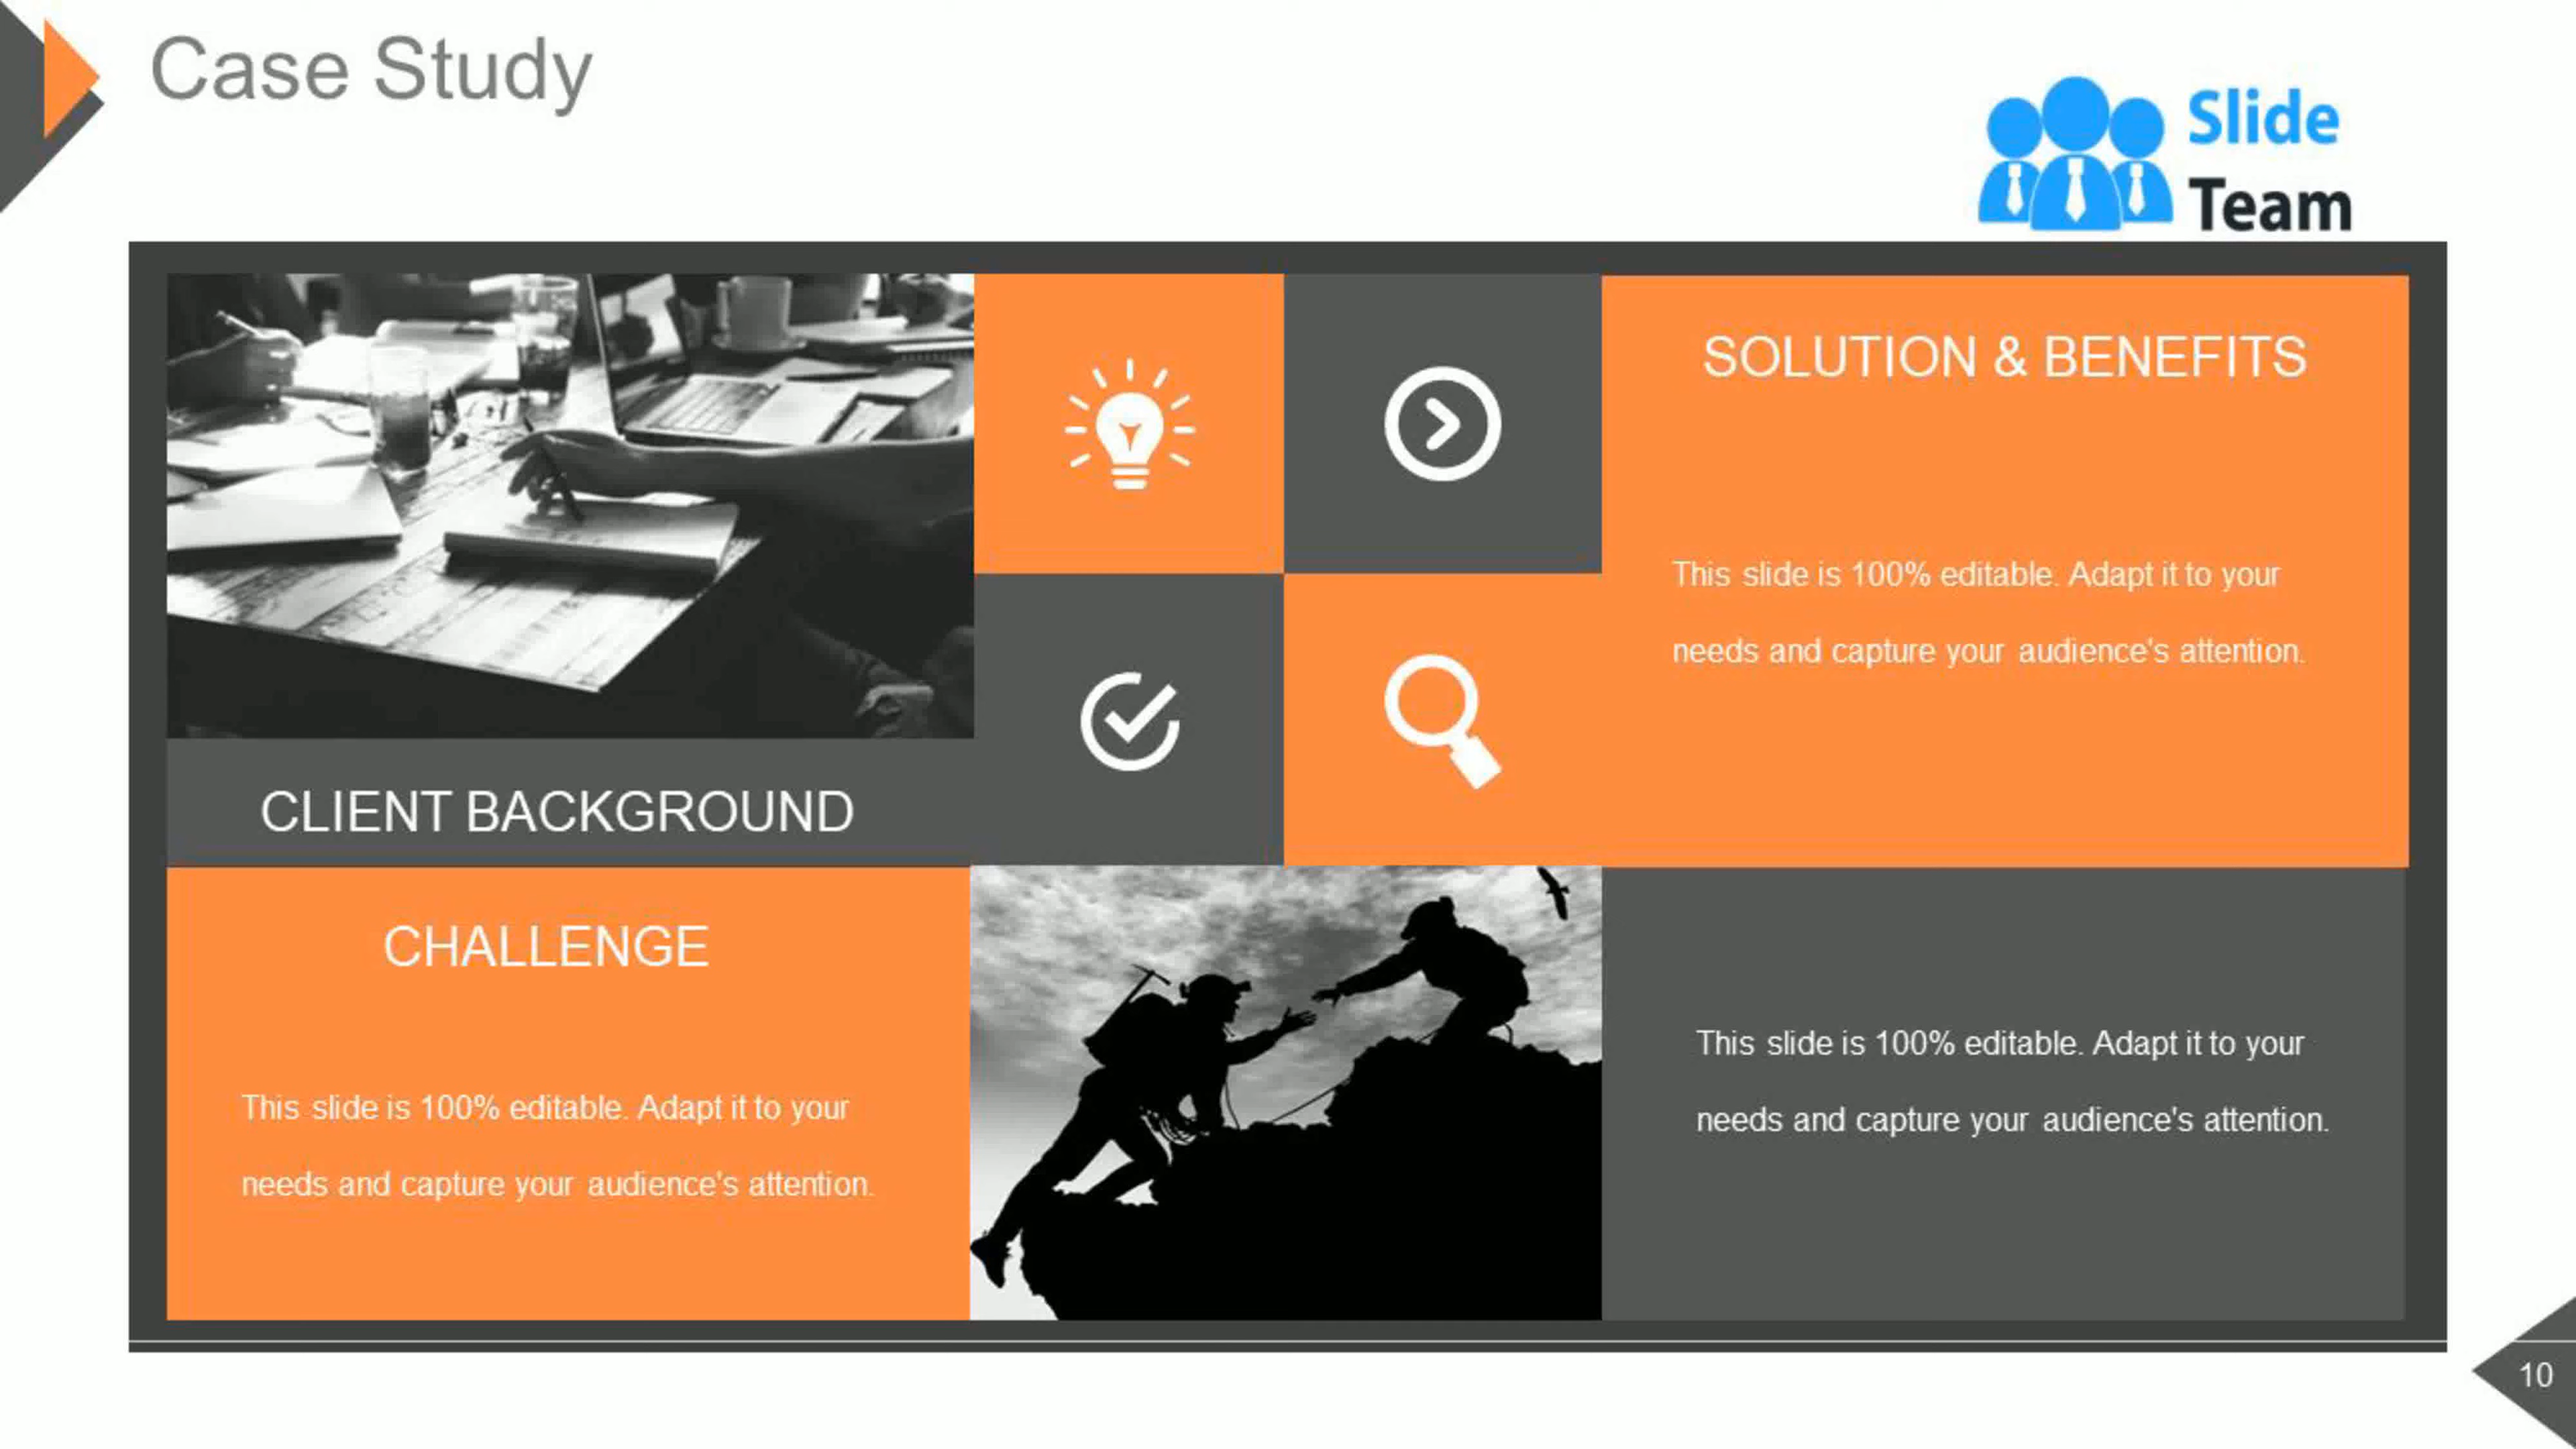 Case Study
Slide
Team
SOLUTION & BENEFITS
This slide is 100% editable. Adapt it to your
needs and capture your audience's attention.
CLIENT BACKGROUND
CHALLENGE
This slide is 100% editable. Adapt it to your
needs and capture your audience's attention.
This slide is 100% editable. Adapt it to your
needs and capture your audience's attention.
10